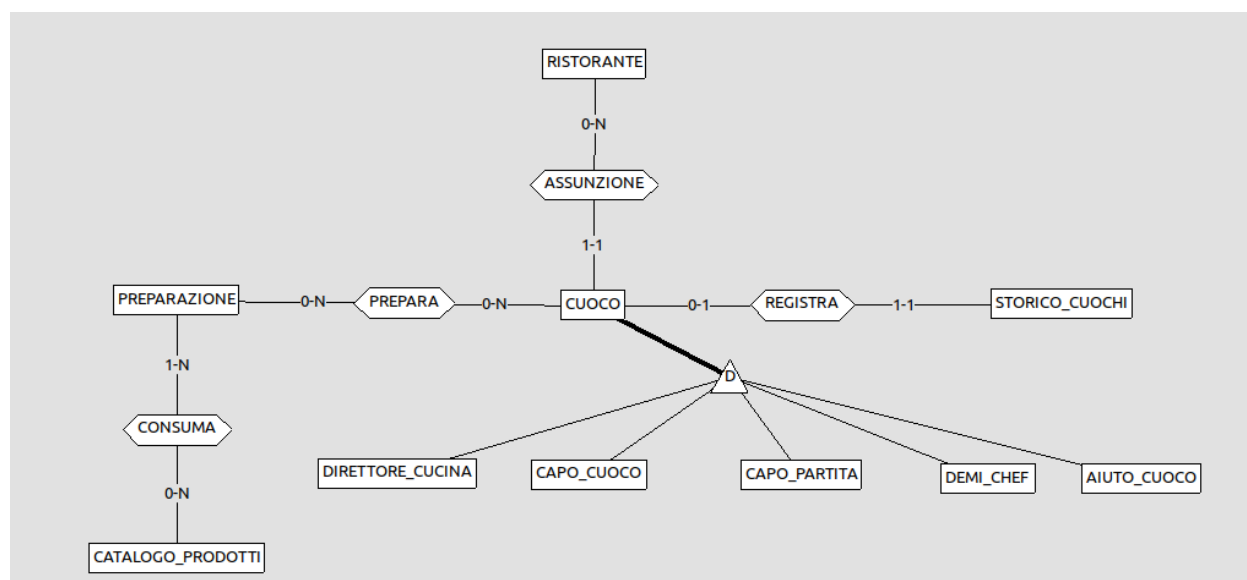 RISTORANTE
0-N
ASSUNZIONE
1-1
PREPARAZIONE
0-N
PREPARA
0-N
CUOCO
0-1
REGISTRA
1-1
STORICO_CUOCHI
1-N
D
CONSUMA
DIRETTORE_CUCINA
CAPO_CUOCO
CAPO_PARTITA
DEMI_CHEF
AIUTO_CUOCO
0-N
CATALOGO_PRODOTTI